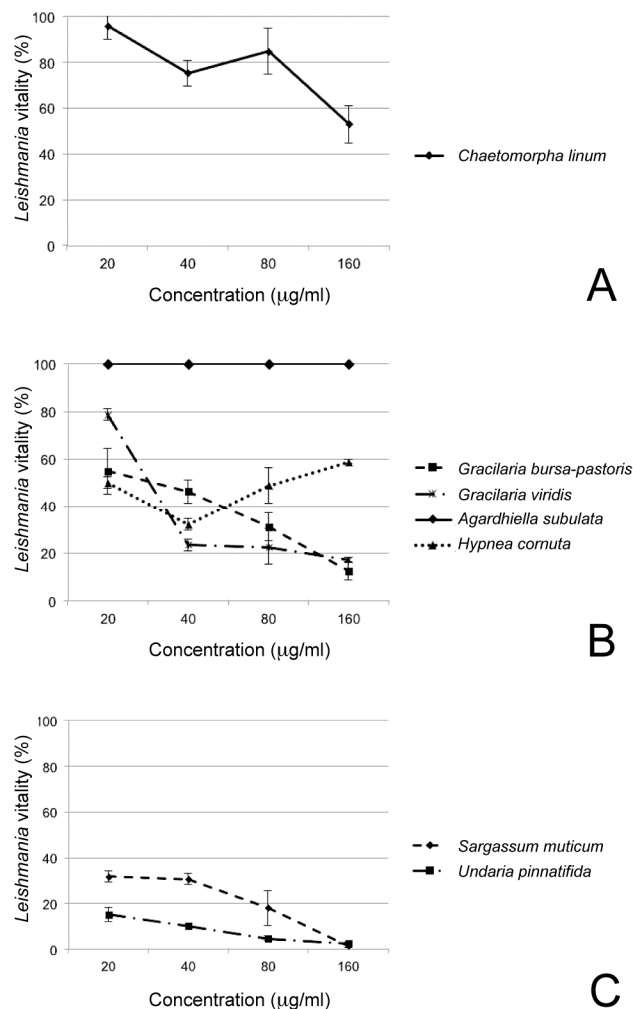 100
80
60
40
20
0
Leishmania vitality (%)
20 40 80 160
Concentration (μg/ml)
Chaetomorpha linum
A
100
80
60
40
20
0
Leishmania vitality (%)
20 40 80 160
Concentration (μg/ml)
Gracilaria bursa-pastoris
Gracilaria viridis
Agardhiella subulata
Hypnea cornuta
B
100
80
60
40
20
0
Leishmania vitality (%)
20 40 80 160
Concentration (μg/ml)
Sargassum muticum
Undaria pinnatifida
C